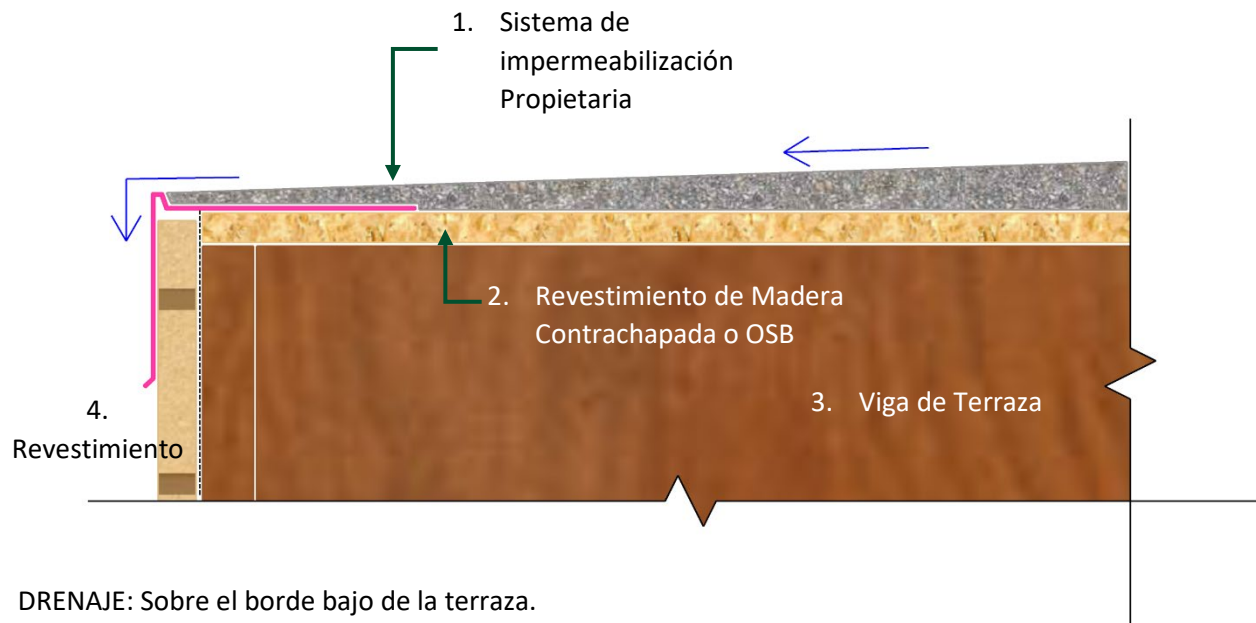 1. Sistema de
impermeabilización
Propietaria
2. Revestimiento de Madera
Contrachapada o OSB
3. Viga de Terraza
4.
Revestimiento
DRENAJE: Sobre el borde bajo de la terraza.